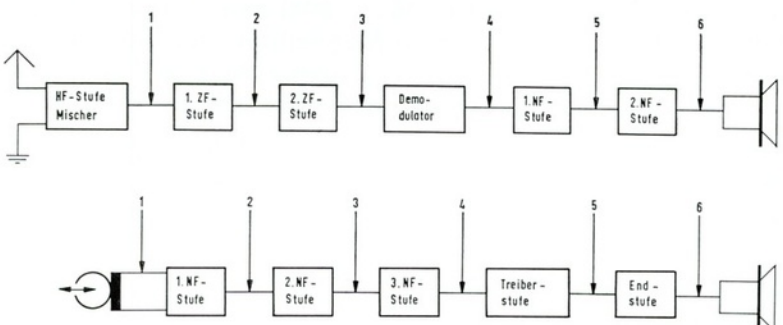 1
2
3
4
5
6
HF-Stufe
Mischer
1. ZF-
Stufe
2. ZF-
Stufe
Demo-
dulator
1.NF-
Stufe
2.NF-
Stufe
1
2
3
4
5
6
1.NF-
Stufe
2.NF-
Stufe
3.NF-
Stufe
Treiber-
stufe
End-
stufe